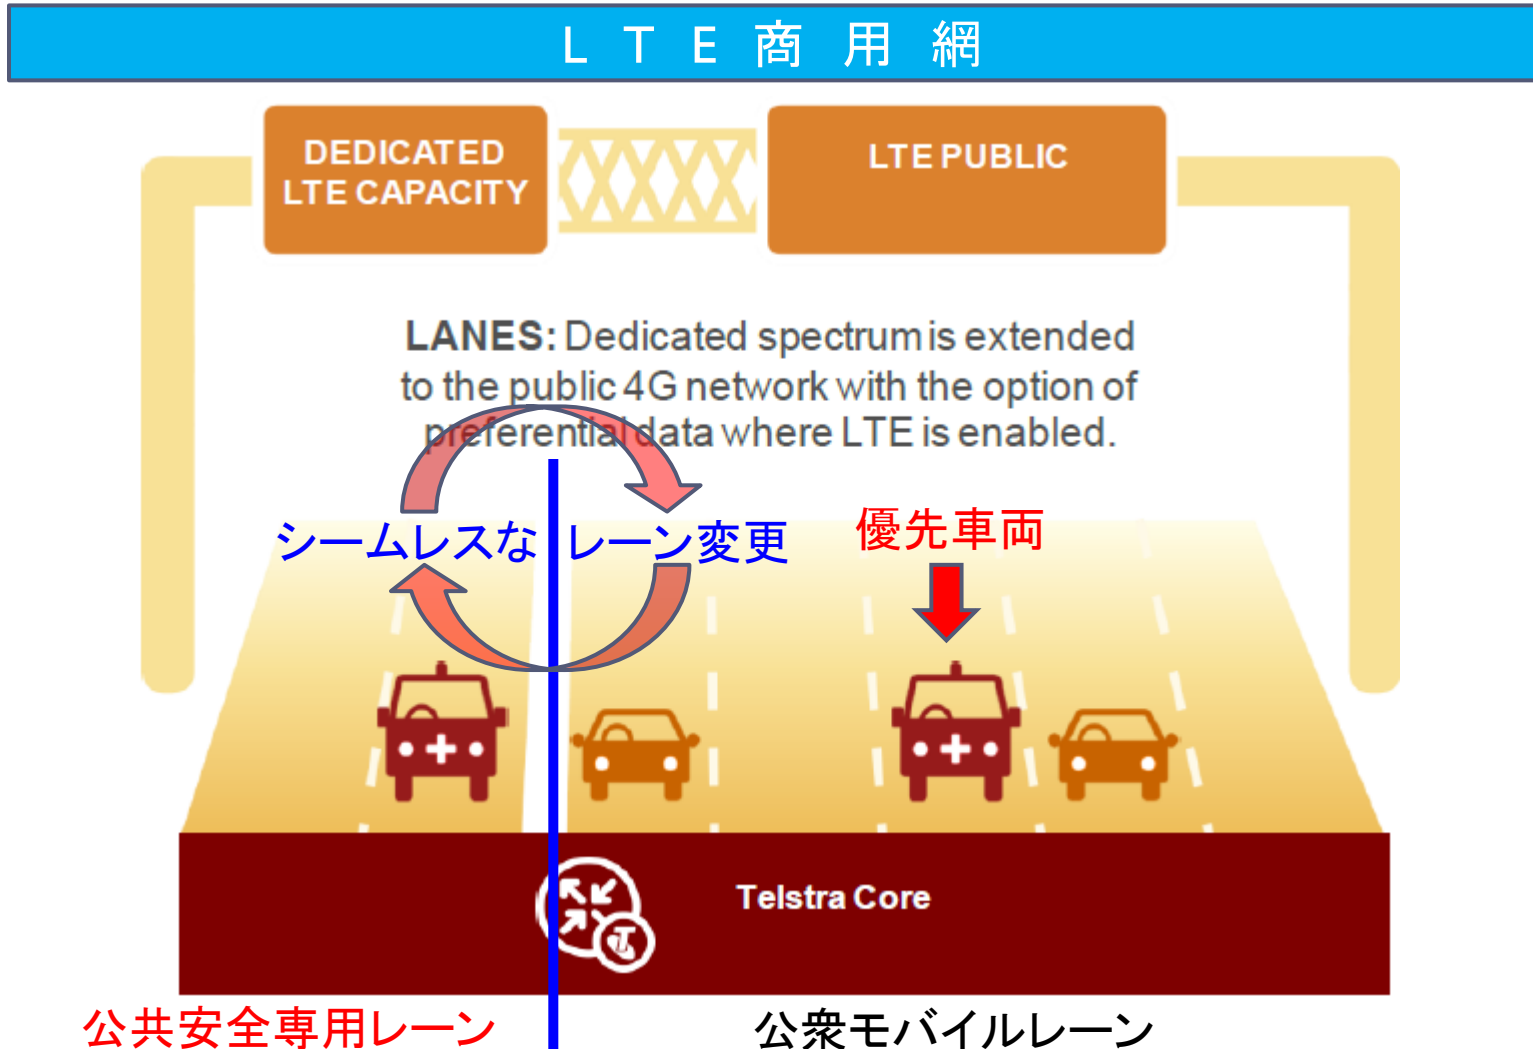 LTE商用網
DEDICATED
LTE CAPACITY
LTE PUBLIC
LANES: Dedicated spectrum is extended
to the public 4G network with the option of
preferential data where LTE is enabled.
シームレスな レーン変更
優先車両
Telstra Core
公共安全専用レーン
公衆モバイルレーン